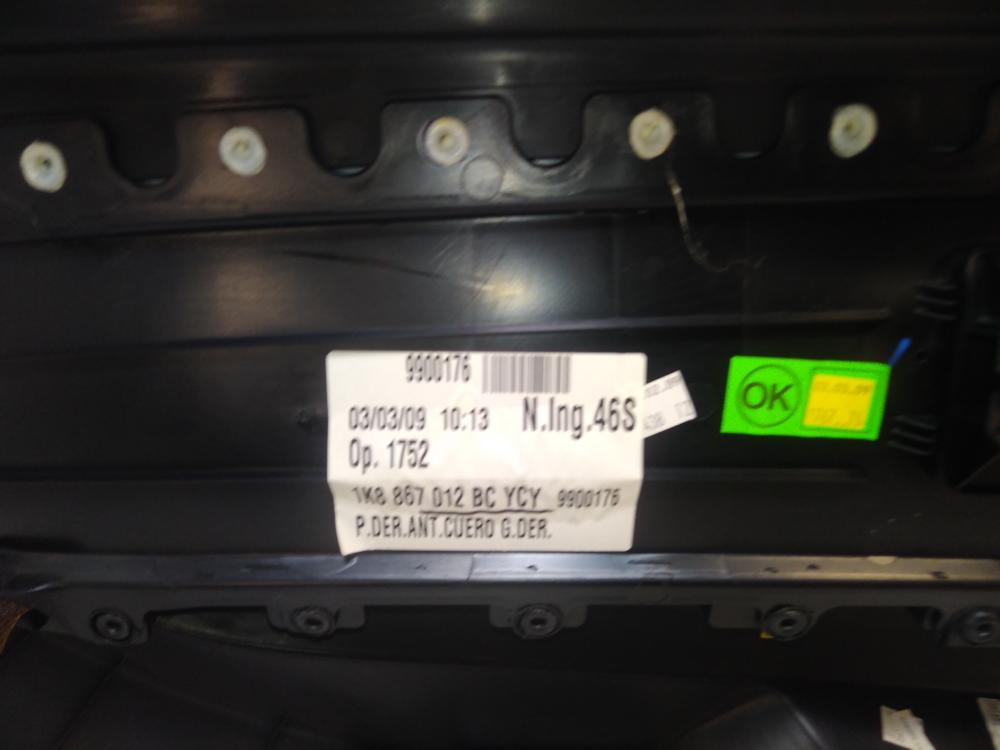 9900176
03/03/09 10:13 N.Ing.46S
Op. 1752
1K8 867 012 BC YCY 9900176
P.DER.ANT.CUERO G.DER.
OK